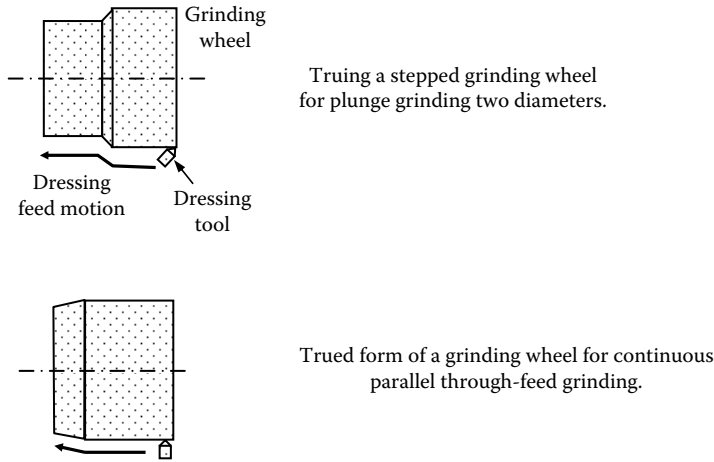 Grinding
wheel
Truing a stepped grinding wheel
for plunge grinding two diameters.
Dressing
feed motion
Dressing
tool
Trued form of a grinding wheel for continuous
parallel through-feed grinding.